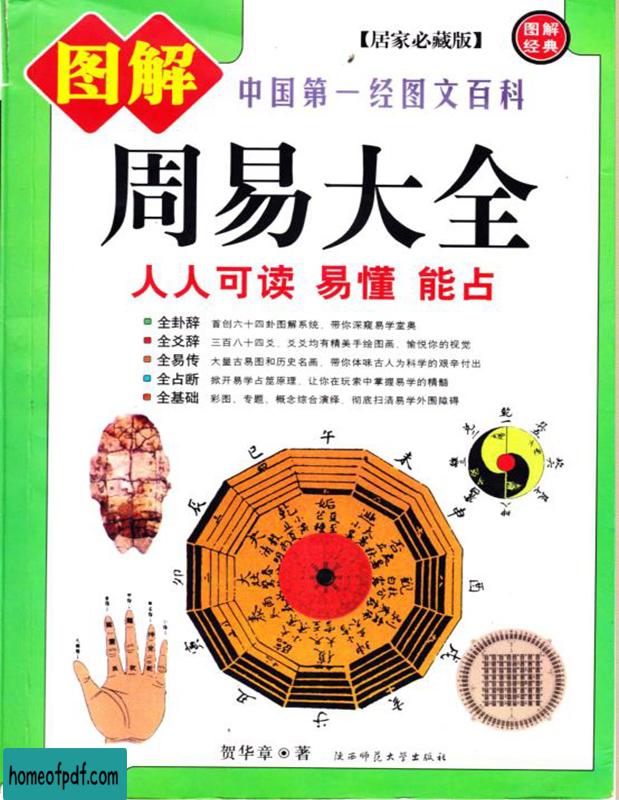 【居家必藏版】
图解
图解
经典
中国第一经图文百科
周易大全
人人可读 易懂 能占
全卦辞 首创六十四卦图解系统、带你深窥易学堂奥
全爻辞 三百八十四爻、爻爻均有精美手绘图画、愉悦你的视觉
全易传 大量古易图和历史名画、带你体味古人为科学的艰辛付出
全占断 掀开易学占筮原理、让你在玩索中掌握易学的精髓
全基础 彩图、专题、概念综合演绎、彻底扫清易学外围障碍
午
未
申
酉
戌
亥
子
丑
寅
卯
辰
巳
贺华章 ◉ 著
陕西师范大学出版社
homeofpdf.com